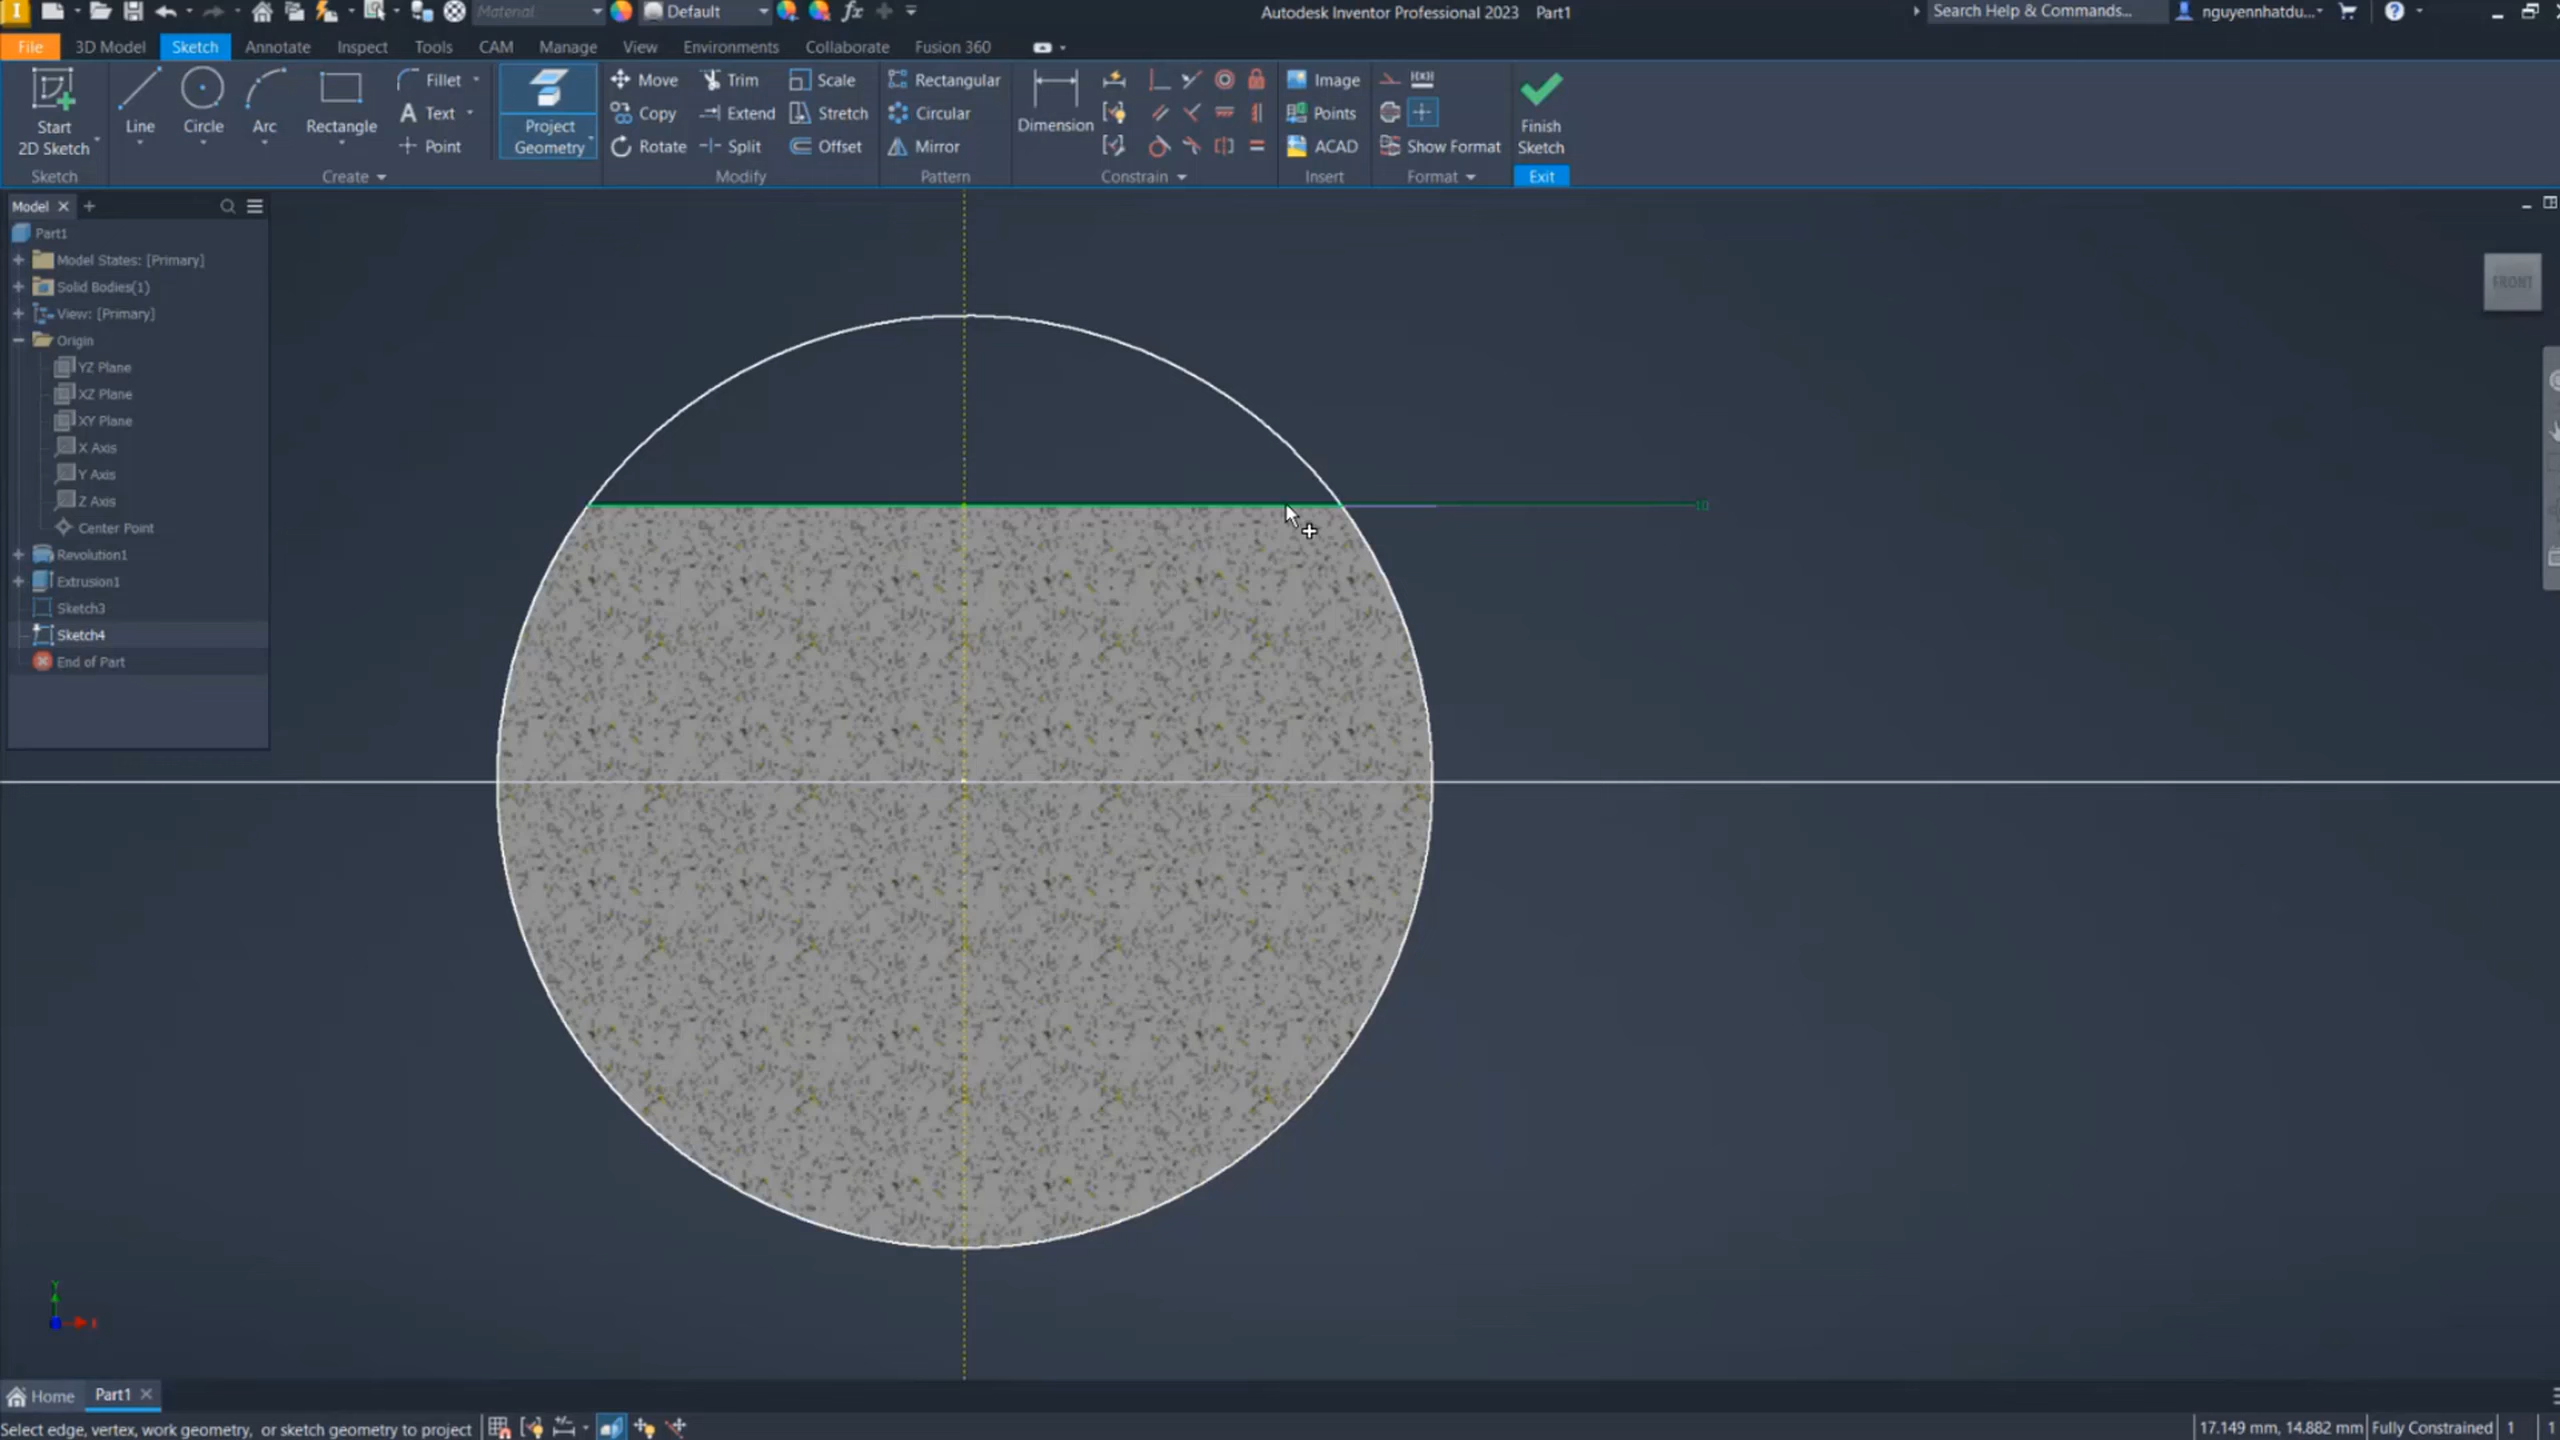 I Material Default fx Autodesk Inventor Professional 2023 Part1 Search Help & Commands... nguyennhatdu...
File 3D Model Sketch Annotate Inspect Tools CAM Manage View Environments Collaborate Fusion 360
Fillet Move Trim Scale Rectangular Image
Start Line Circle Arc Rectangle A Text Project Copy Extend Stretch Circular Dimension Points Finish
2D Sketch Point Geometry Rotate Split Offset Mirror ACAD Show Format Sketch
Sketch Create Modify Pattern Constrain Insert Format Exit
Model
Part1
Model States: [Primary]
Solid Bodies(1)
View: [Primary]
Origin
YZ Plane
XZ Plane
XY Plane
X Axis
Y Axis
Z Axis
Center Point
Revolution1
Extrusion1
Sketch3
Sketch4
End of Part
FRONT
Home Part1
Select edge, vertex, work geometry, or sketch geometry to project 17.149 mm, 14.882 mm Fully Constrained 1 1